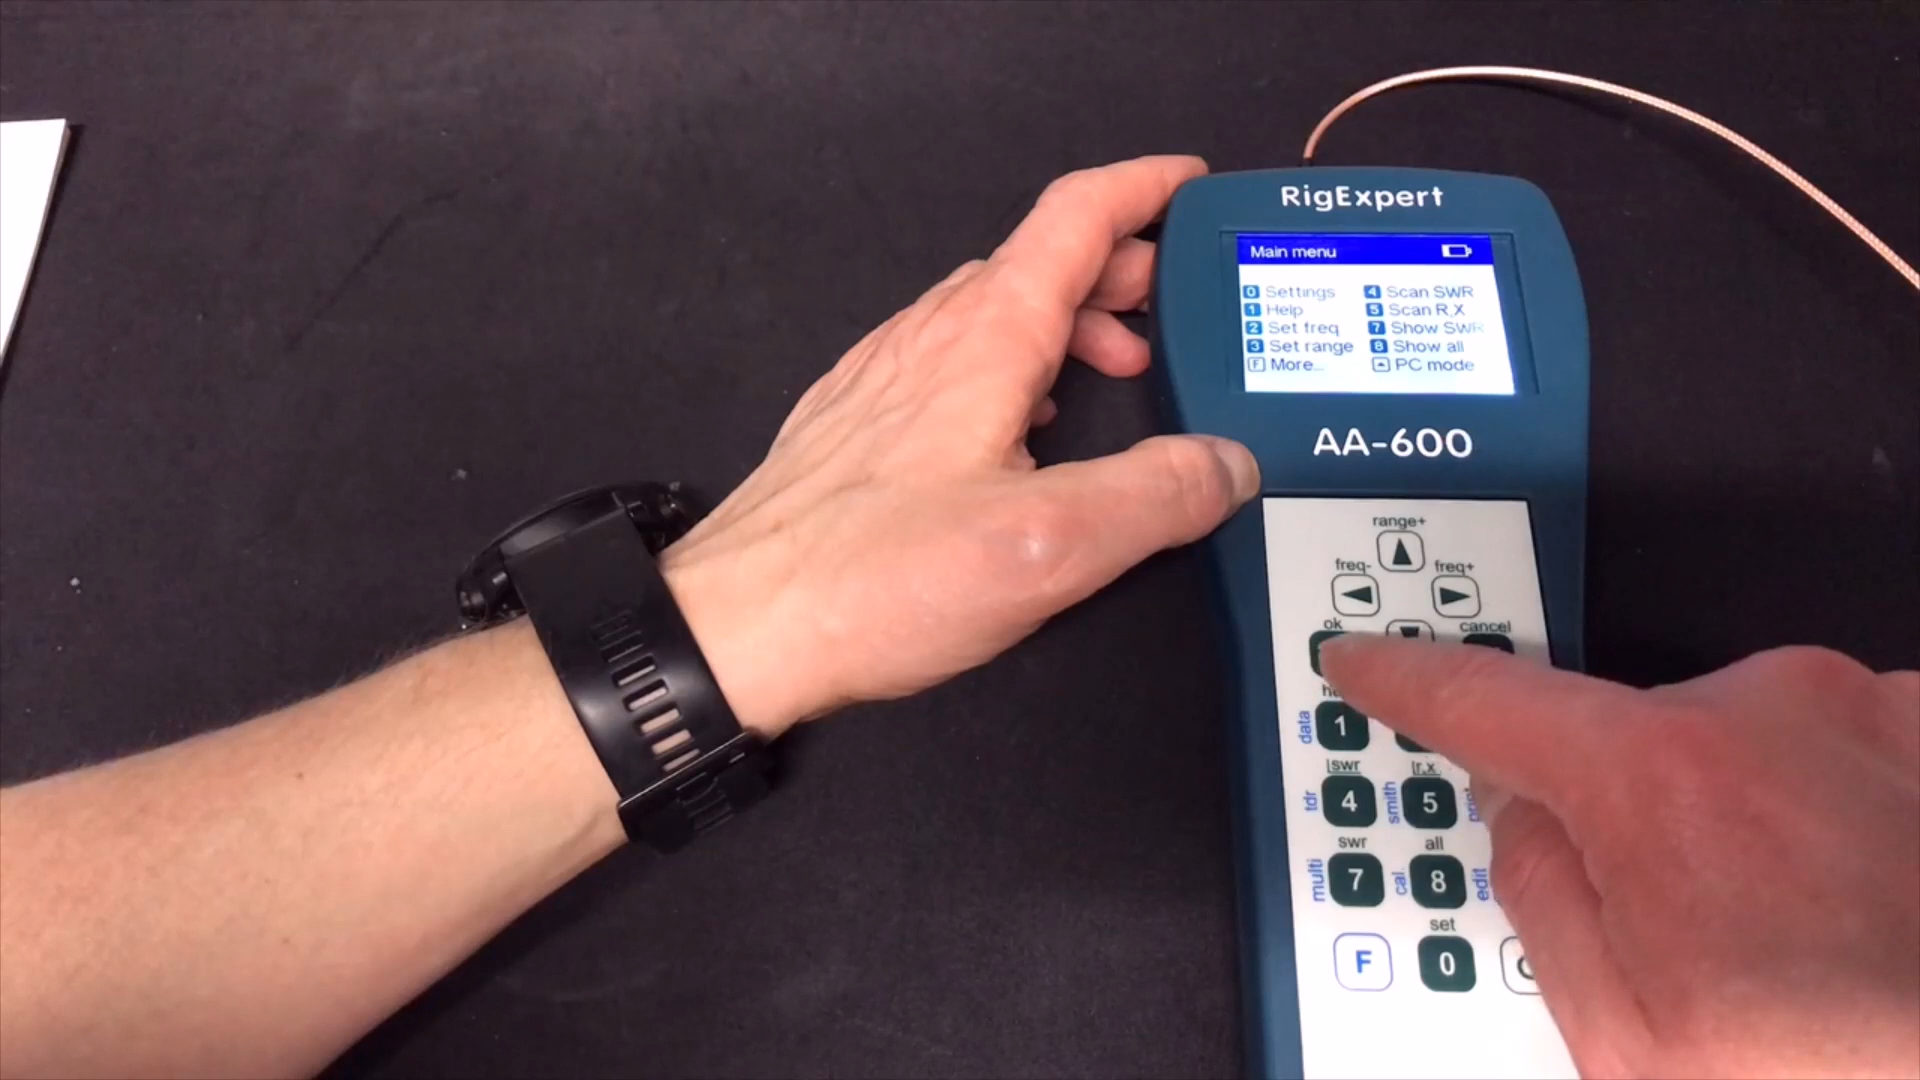 RigExpert
Main menu
0 Settings 4 Scan SWR
1 Help 5 Scan R,X
2 Set freq 7 Show SWR
3 Set range 8 Show all
F More... PC mode
AA-600
range+
freq- freq+
ok cancel
data 1
swr r,x
tdr 4 smith 5
swr all
multi 7 cal 8 edit
set
F 0